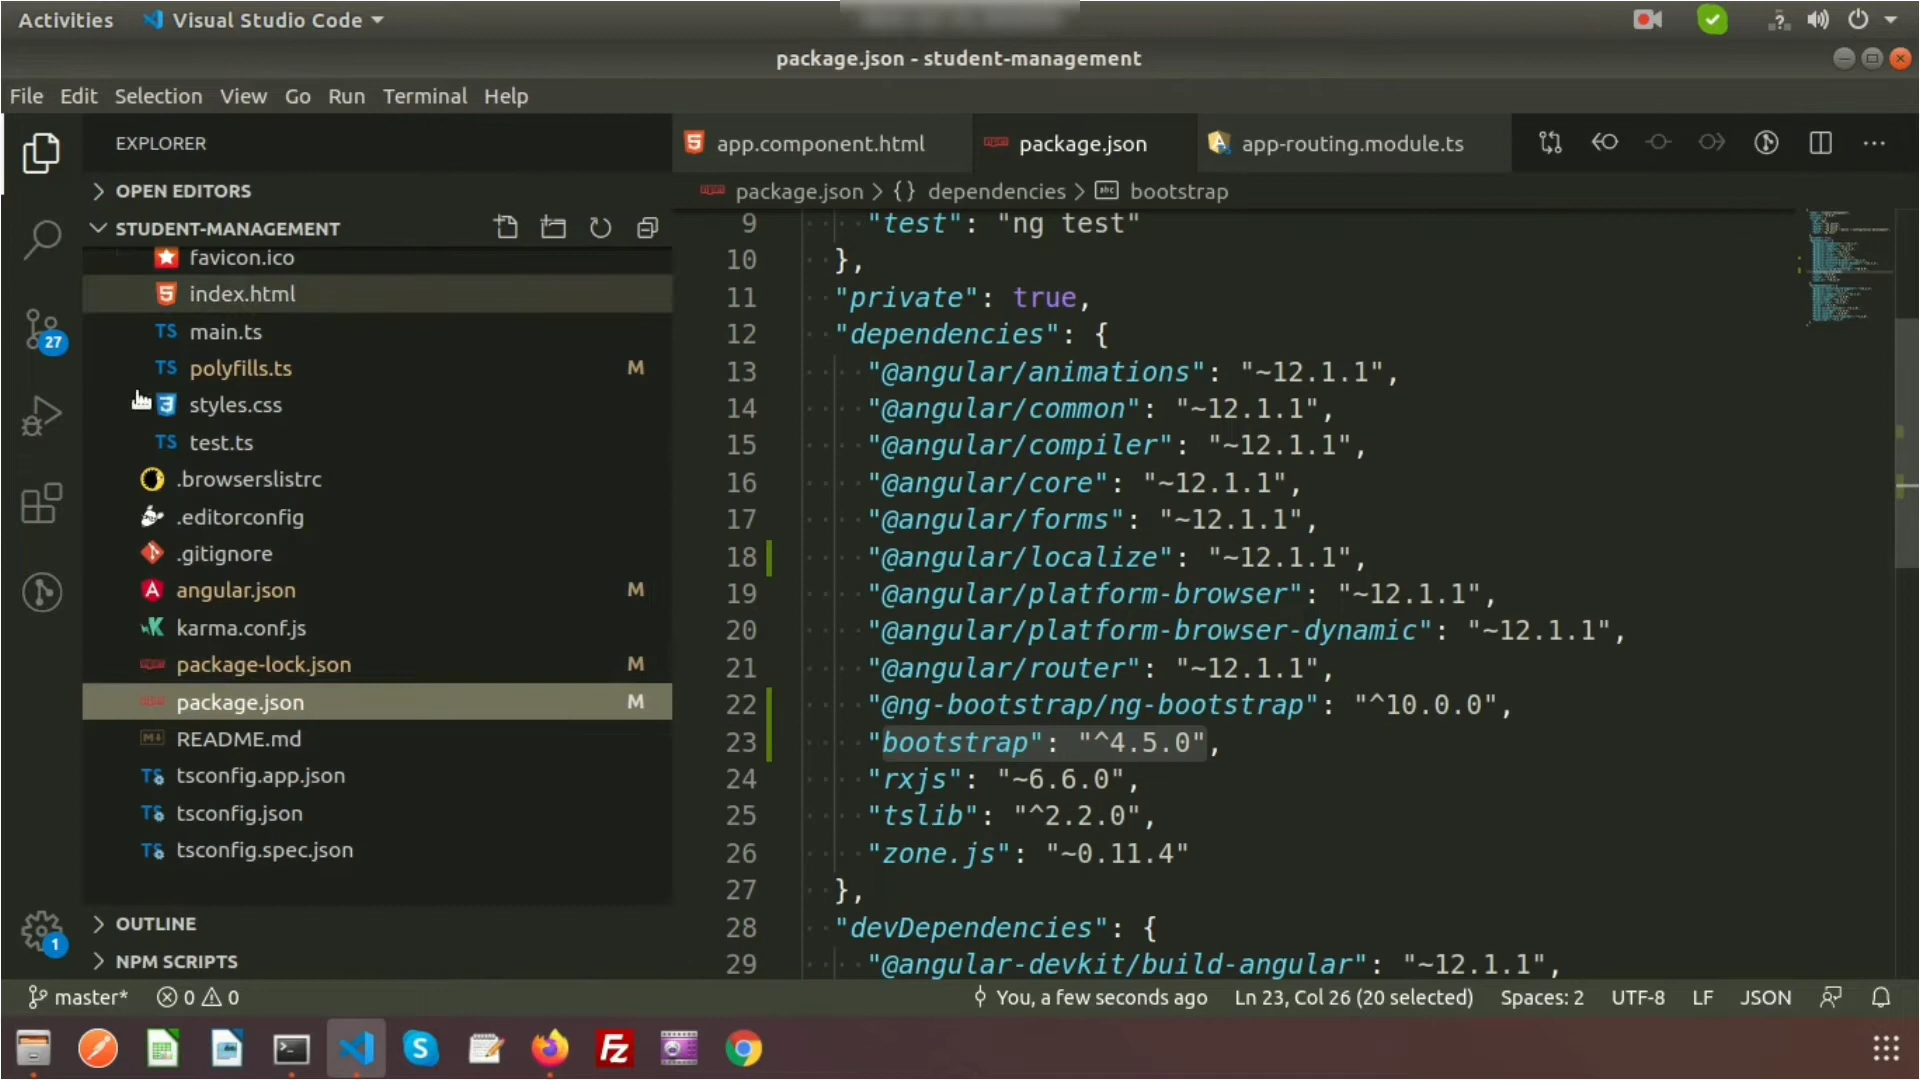 Activities
Visual Studio Code
package.json - student-management
File Edit Selection View Go Run Terminal Help
EXPLORER
OPEN EDITORS
STUDENT-MANAGEMENT
favicon.ico
index.html
TS main.ts
TS polyfills.ts M
styles.css
TS test.ts
.browserslistrc
.editorconfig
.gitignore
angular.json M
karma.conf.js
package-lock.json M
package.json M
README.md
tsconfig.app.json
tsconfig.json
tsconfig.spec.json
OUTLINE
NPM SCRIPTS
27
1
app.component.html
package.json
app-routing.module.ts
package.json > {} dependencies > abc bootstrap
9 "test": "ng test"
10 },
11 "private": true,
12 "dependencies": {
13 "@angular/animations": "~12.1.1",
14 "@angular/common": "~12.1.1",
15 "@angular/compiler": "~12.1.1",
16 "@angular/core": "~12.1.1",
17 "@angular/forms": "~12.1.1",
18 "@angular/localize": "~12.1.1",
19 "@angular/platform-browser": "~12.1.1",
20 "@angular/platform-browser-dynamic": "~12.1.1",
21 "@angular/router": "~12.1.1",
22 "@ng-bootstrap/ng-bootstrap": "^10.0.0",
23 "bootstrap": "^4.5.0",
24 "rxjs": "~6.6.0",
25 "tslib": "^2.2.0",
26 "zone.js": "~0.11.4"
27 },
28 "devDependencies": {
29 "@angular-devkit/build-angular": "~12.1.1",
master* 0 0 You, a few seconds ago Ln 23, Col 26 (20 selected) Spaces: 2 UTF-8 LF JSON